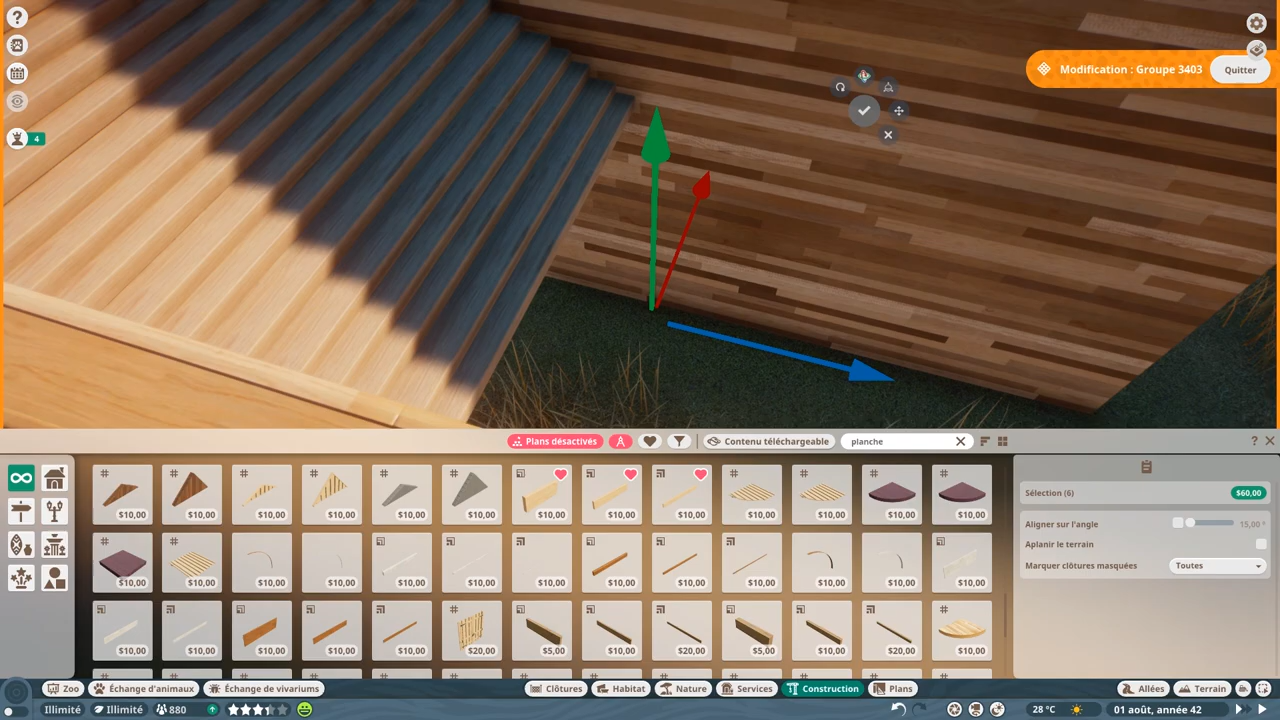 ?
Modification : Groupe 3403
Quitter
4
Plans désactivés
Contenu téléchargeable
planche
?
$10,00 $10,00 $10,00 $10,00 $10,00 $10,00 $10,00 $10,00 $10,00 $10,00 $10,00 $10,00 $10,00
Sélection (6)
$60,00
Aligner sur l'angle
15,00 °
Aplanir le terrain
Marquer clôtures masquées
Toutes
$10,00 $10,00 $10,00 $10,00 $10,00 $10,00 $10,00 $10,00 $10,00 $10,00 $10,00 $10,00 $10,00
$10,00 $10,00 $10,00 $10,00 $10,00 $20,00 $5,00 $10,00 $20,00 $5,00 $10,00 $20,00 $10,00
Zoo
Échange d'animaux
Échange de vivariums
Clôtures
Habitat
Nature
Services
Construction
Plans
Allées
Terrain
Illimité
Illimité
880
28 °C
01 août, année 42